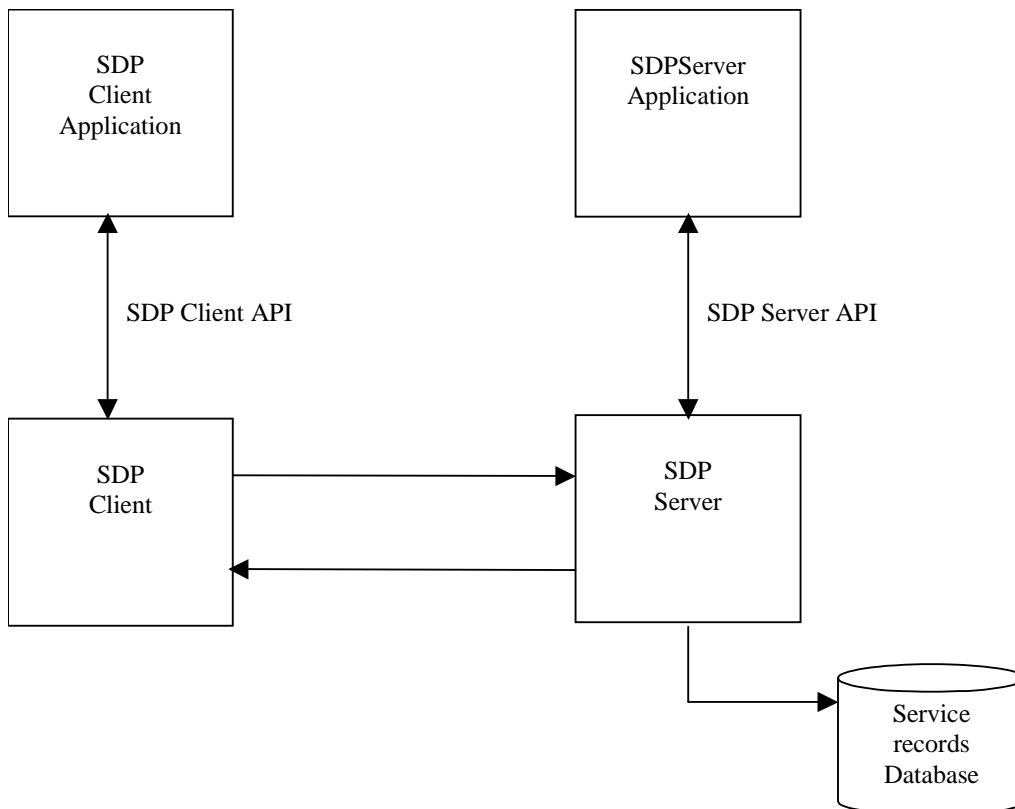 SDP
Client
Application
SDPServer
Application
SDP Client API
SDP Server API
SDP
Client
SDP
Server
Service
records
Database